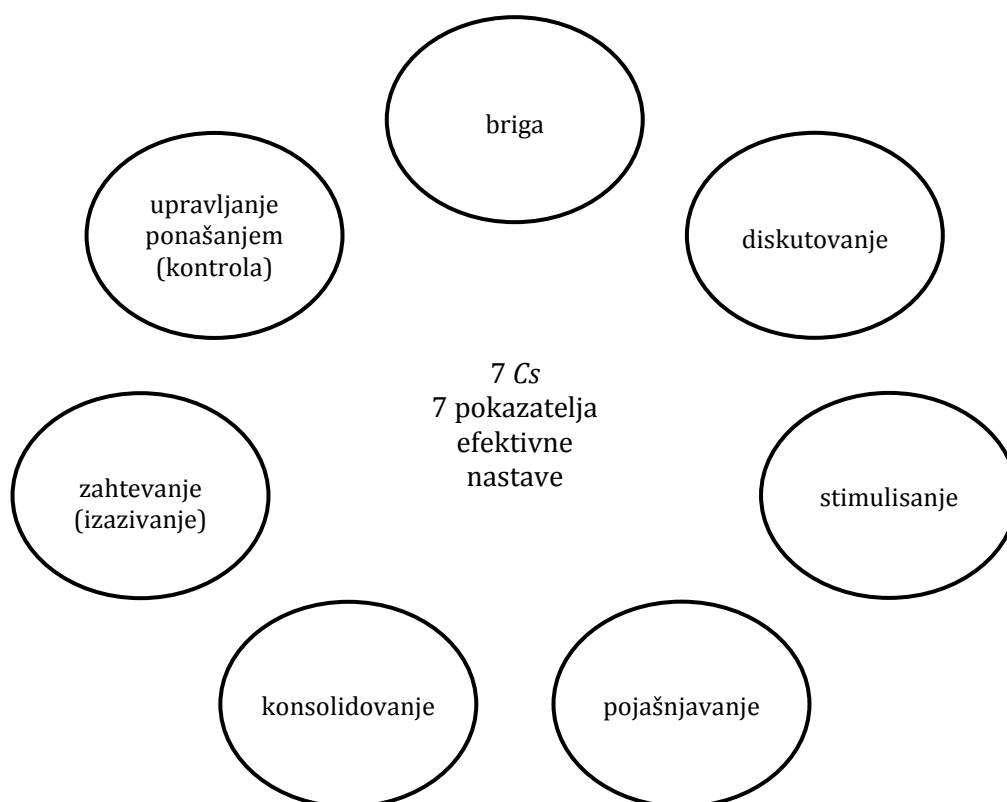 briga
upravljanje
ponašanjem
(kontrola)
diskutovanje
7 Cs
7 pokazatelja
efektivne
nastave
zahtevanje
(izazivanje)
stimulisanje
konsolidovanje
pojašnjavanje